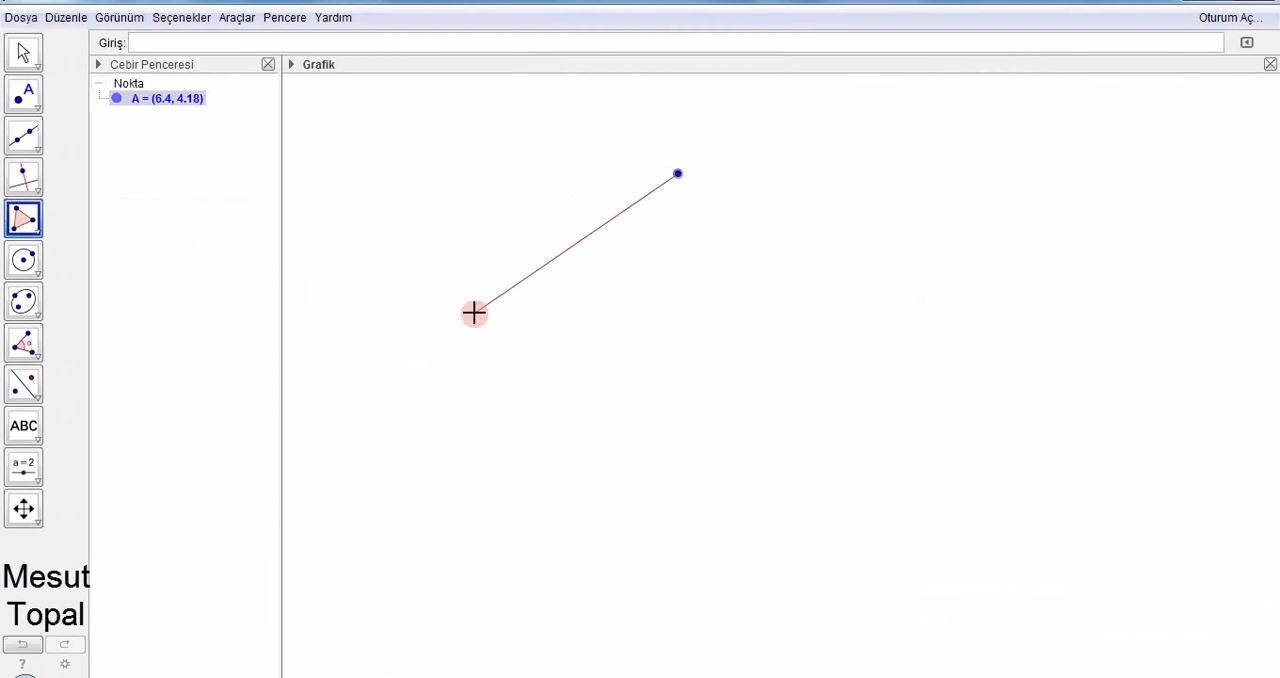 Dosya Düzenle Görünüm Seçenekler Araçlar Pencere Yardım Oturum Aç...
Giriş:
Cebir Penceresi Grafik
Nokta
A = (6.4, 4.18)
A
α
ABC
a = 2
Mesut
Topal
?